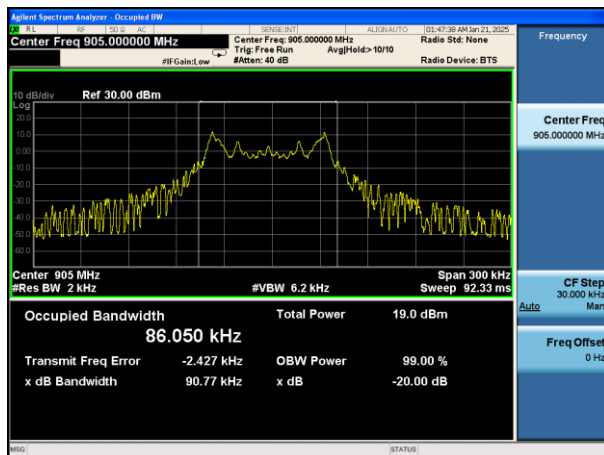 Agilent Spectrum Analyzer - Occupied BW
RL RF 50 Ω AC SENSE:INT ALIGNAUTO 01:47:38 AM Jan 21, 2025
Center Freq 905.000000 MHz Center Freq: 905.000000 MHz Radio Std: None
Trig: Free Run Avg|Hold:> 10/10
#IFGain:Low #Atten: 40 dB Radio Device: BTS
10 dB/div Ref 30.00 dBm
Log
20.0
10.0
0.00
-10.0
-20.0
-30.0
-40.0
-50.0
-60.0
Center 905 MHz Span 300 kHz
#Res BW 2 kHz #VBW 6.2 kHz Sweep 92.33 ms
Occupied Bandwidth Total Power 19.0 dBm
86.050 kHz
Transmit Freq Error -2.427 kHz OBW Power 99.00 %
x dB Bandwidth 90.77 kHz x dB -20.00 dB
MSG STATUS
Frequency
Center Freq
905.000000 MHz
CF Step
30.000 kHz
Auto Man
Freq Offset
0 Hz